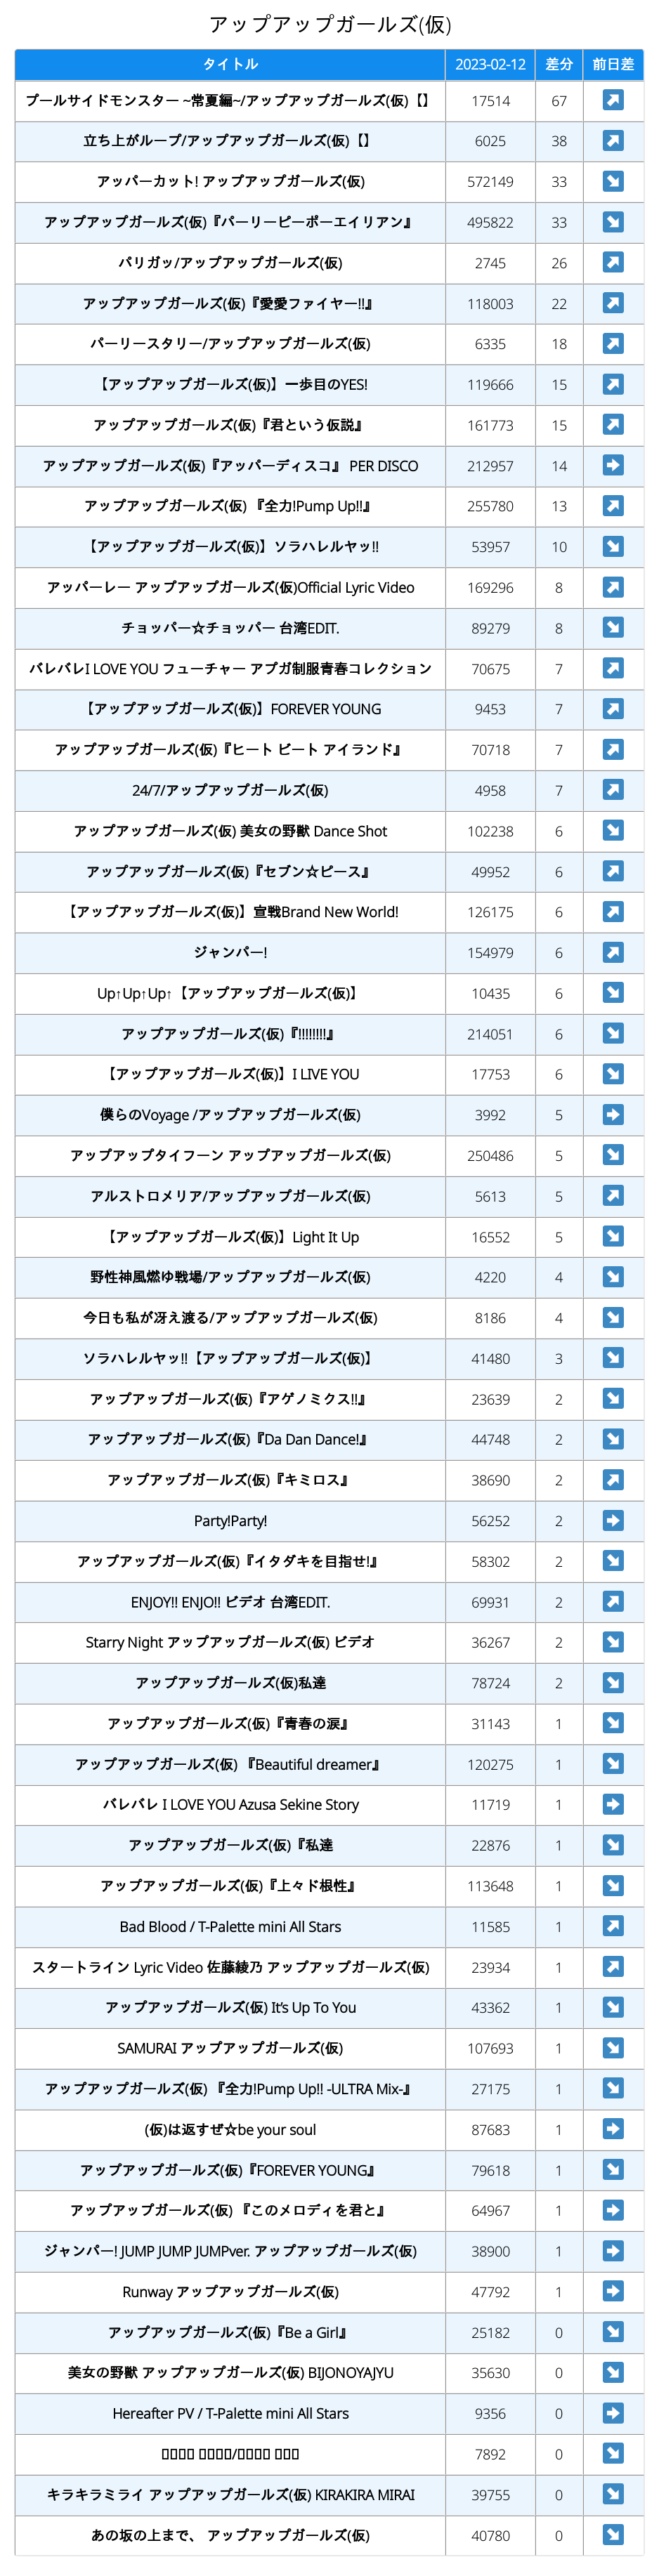 アップアップガールズ(仮)
タイトル 2023-02-12 差分 前日差
プールサイドモンスター ~常夏編~/アップアップガールズ(仮)【】 17514 67 ↗
立ち上がループ/アップアップガールズ(仮)【】 6025 38 ↗
アッパーカット! アップアップガールズ(仮) 572149 33 ↘
アップアップガールズ(仮)『パーリーピーポーエイリアン』 495822 33 ↘
バリガッ/アップアップガールズ(仮) 2745 26 ↗
アップアップガールズ(仮)『愛愛ファイヤー!!』 118003 22 ↗
パーリースタリー/アップアップガールズ(仮) 6335 18 ↗
【アップアップガールズ(仮)】一歩目のYES! 119666 15 ↗
アップアップガールズ(仮)『君という仮説』 161773 15 ↗
アップアップガールズ(仮)『アッパーディスコ』 PER DISCO 212957 14 ➡
アップアップガールズ(仮) 『全力!Pump Up!!』 255780 13 ↗
【アップアップガールズ(仮)】ソラハレルヤッ!! 53957 10 ↘
アッパーレー アップアップガールズ(仮)Official Lyric Video 169296 8 ↗
チョッパー☆チョッパー 台湾EDIT. 89279 8 ↘
バレバレI LOVE YOU フューチャー アプガ制服青春コレクション 70675 7 ↗
【アップアップガールズ(仮)】FOREVER YOUNG 9453 7 ↗
アップアップガールズ(仮)『ヒート ビート アイランド』 70718 7 ↗
24/7/アップアップガールズ(仮) 4958 7 ↗
アップアップガールズ(仮) 美女の野獣 Dance Shot 102238 6 ↘
アップアップガールズ(仮)『セブン☆ピース』 49952 6 ↗
【アップアップガールズ(仮)】宣戦Brand New World! 126175 6 ↗
ジャンパー! 154979 6 ↗
Up↑Up↑Up↑【アップアップガールズ(仮)】 10435 6 ↘
アップアップガールズ(仮)『!!!!!!!!』 214051 6 ↘
【アップアップガールズ(仮)】I LIVE YOU 17753 6 ↘
僕らのVoyage /アップアップガールズ(仮) 3992 5 ➡
アップアップタイフーン アップアップガールズ(仮) 250486 5 ↘
アルストロメリア/アップアップガールズ(仮) 5613 5 ↗
【アップアップガールズ(仮)】Light It Up 16552 5 ↘
野性神風燃ゆ戦場/アップアップガールズ(仮) 4220 4 ↘
今日も私が冴え渡る/アップアップガールズ(仮) 8186 4 ↘
ソラハレルヤッ!!【アップアップガールズ(仮)】 41480 3 ↘
アップアップガールズ(仮)『アゲノミクス!!』 23639 2 ↘
アップアップガールズ(仮)『Da Dan Dance!』 44748 2 ↘
アップアップガールズ(仮)『キミロス』 38690 2 ↗
Party!Party! 56252 2 ➡
アップアップガールズ(仮)『イタダキを目指せ!』 58302 2 ↘
ENJOY!! ENJO!! ビデオ 台湾EDIT. 69931 2 ↗
Starry Night アップアップガールズ(仮) ビデオ 36267 2 ↘
アップアップガールズ(仮)私達 78724 2 ↘
アップアップガールズ(仮)『青春の涙』 31143 1 ↘
アップアップガールズ(仮) 『Beautiful dreamer』 120275 1 ↘
バレバレ I LOVE YOU Azusa Sekine Story 11719 1 ➡
アップアップガールズ(仮)『私達 22876 1 ↘
アップアップガールズ(仮)『上々ド根性』 113648 1 ↘
Bad Blood / T-Palette mini All Stars 11585 1 ↗
スタートライン Lyric Video 佐藤綾乃 アップアップガールズ(仮) 23934 1 ↗
アップアップガールズ(仮) It's Up To You 43362 1 ↘
SAMURAI アップアップガールズ(仮) 107693 1 ↘
アップアップガールズ(仮) 『全力!Pump Up!! -ULTRA Mix-』 27175 1 ↘
(仮)は返すぜ☆be your soul 87683 1 ➡
アップアップガールズ(仮)『FOREVER YOUNG』 79618 1 ↘
アップアップガールズ(仮) 『このメロディを君と』 64967 1 ➡
ジャンパー! JUMP JUMP JUMPver. アップアップガールズ(仮) 38900 1 ➡
Runway アップアップガールズ(仮) 47792 1 ➡
アップアップガールズ(仮)『Be a Girl』 25182 0 ↘
美女の野獣 アップアップガールズ(仮) BIJONOYAJYU 35630 0 ↘
Hereafter PV / T-Palette mini All Stars 9356 0 ➡
7892 0 ↘
キラキラミライ アップアップガールズ(仮) KIRAKIRA MIRAI 39755 0 ↘
あの坂の上まで、 アップアップガールズ(仮) 40780 0 ↘